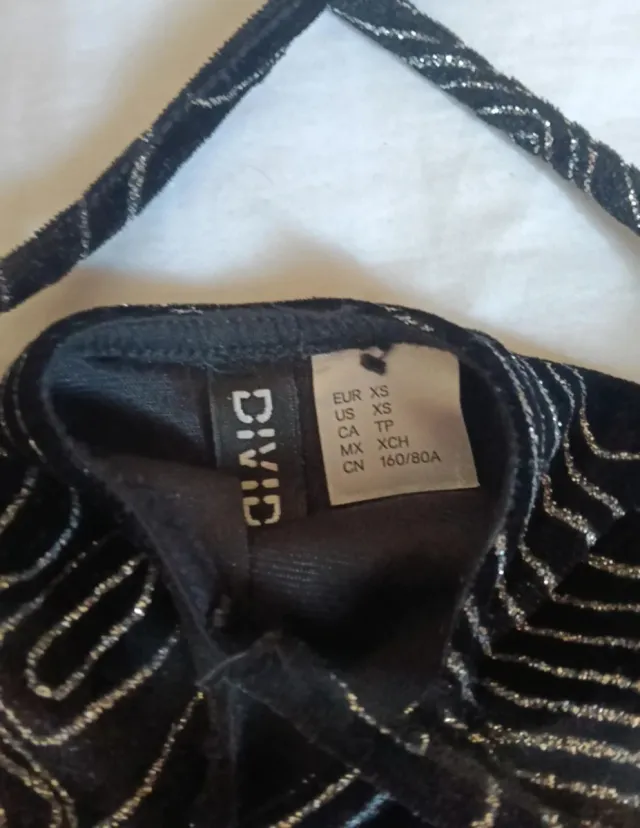 DIVID
EUR XS
US XS
CA TP
MX XCH
CN 160/80A